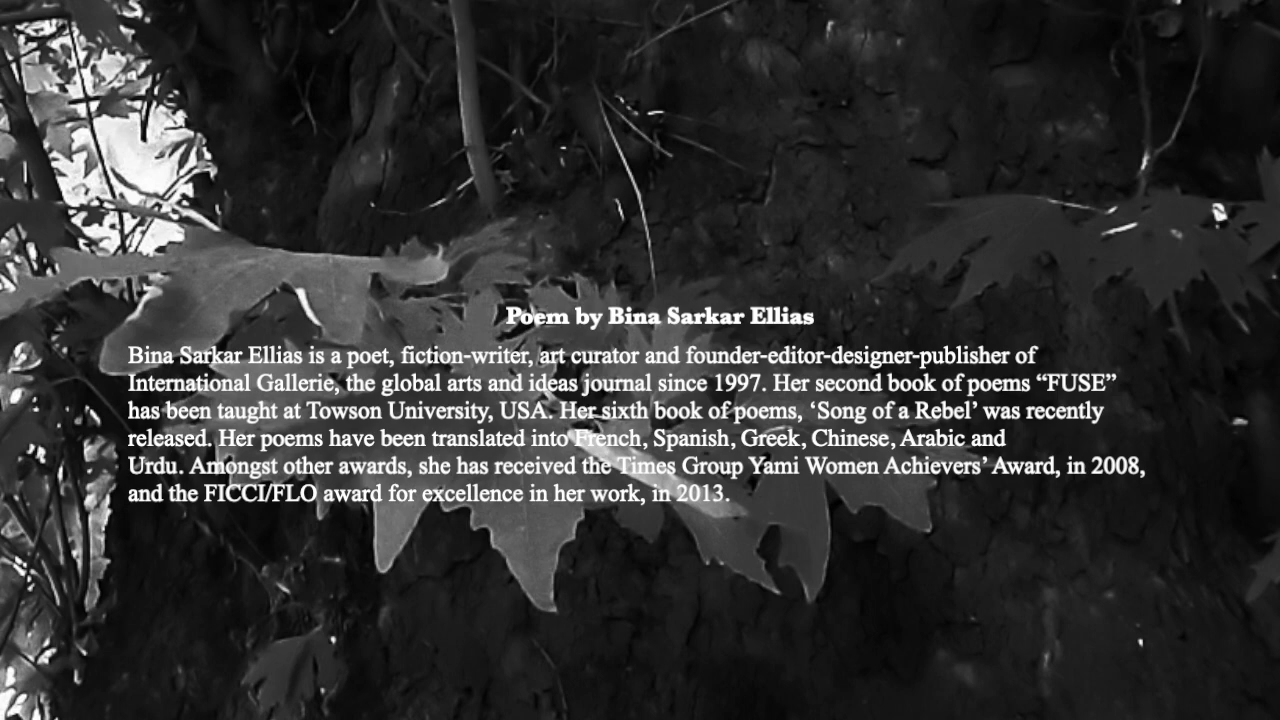 Poem by Bina Sarkar Ellias
Bina Sarkar Ellias is a poet, fiction-writer, art curator and founder-editor-designer-publisher of
International Gallerie, the global arts and ideas journal since 1997. Her second book of poems “FUSE”
has been taught at Towson University, USA. Her sixth book of poems, ‘Song of a Rebel’ was recently
released. Her poems have been translated into French, Spanish, Greek, Chinese, Arabic and
Urdu. Amongst other awards, she has received the Times Group Yami Women Achievers’ Award, in 2008,
and the FICCI/FLO award for excellence in her work, in 2013.